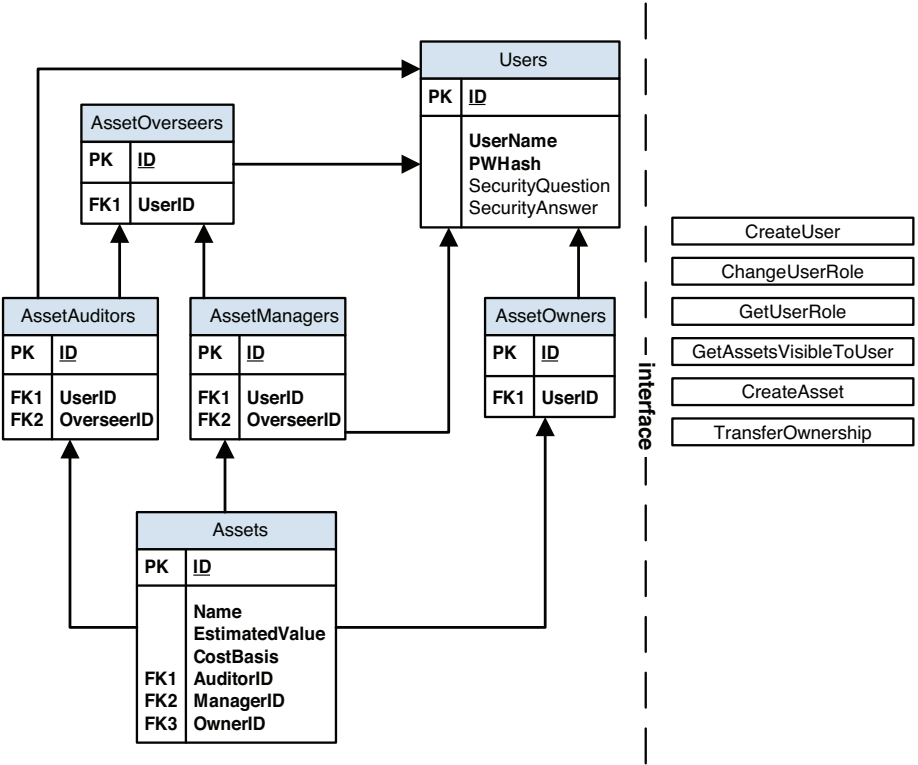 Users
PK ID
UserName
PWHash
SecurityQuestion
SecurityAnswer
AssetOverseers
PK ID
FK1 UserID
AssetAuditors
PK ID
FK1 UserID
FK2 OverseerID
AssetManagers
PK ID
FK1 UserID
FK2 OverseerID
AssetOwners
PK ID
FK1 UserID
Assets
PK ID
Name
EstimatedValue
CostBasis
FK1 AuditorID
FK2 ManagerID
FK3 OwnerID
interface
CreateUser
ChangeUserRole
GetUserRole
GetAssetsVisibleToUser
CreateAsset
TransferOwnership